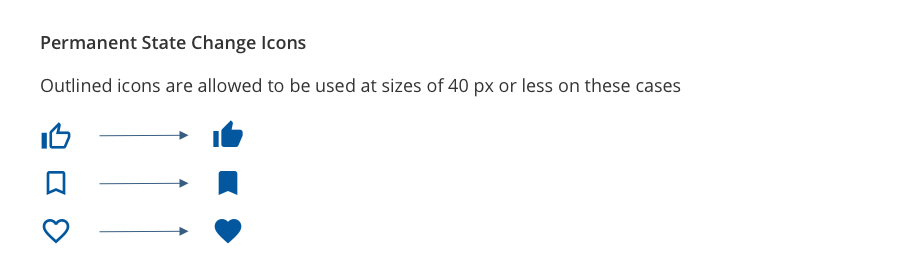 Permanent State Change Icons
Outlined icons are allowed to be used at sizes of 40 px or less on these cases